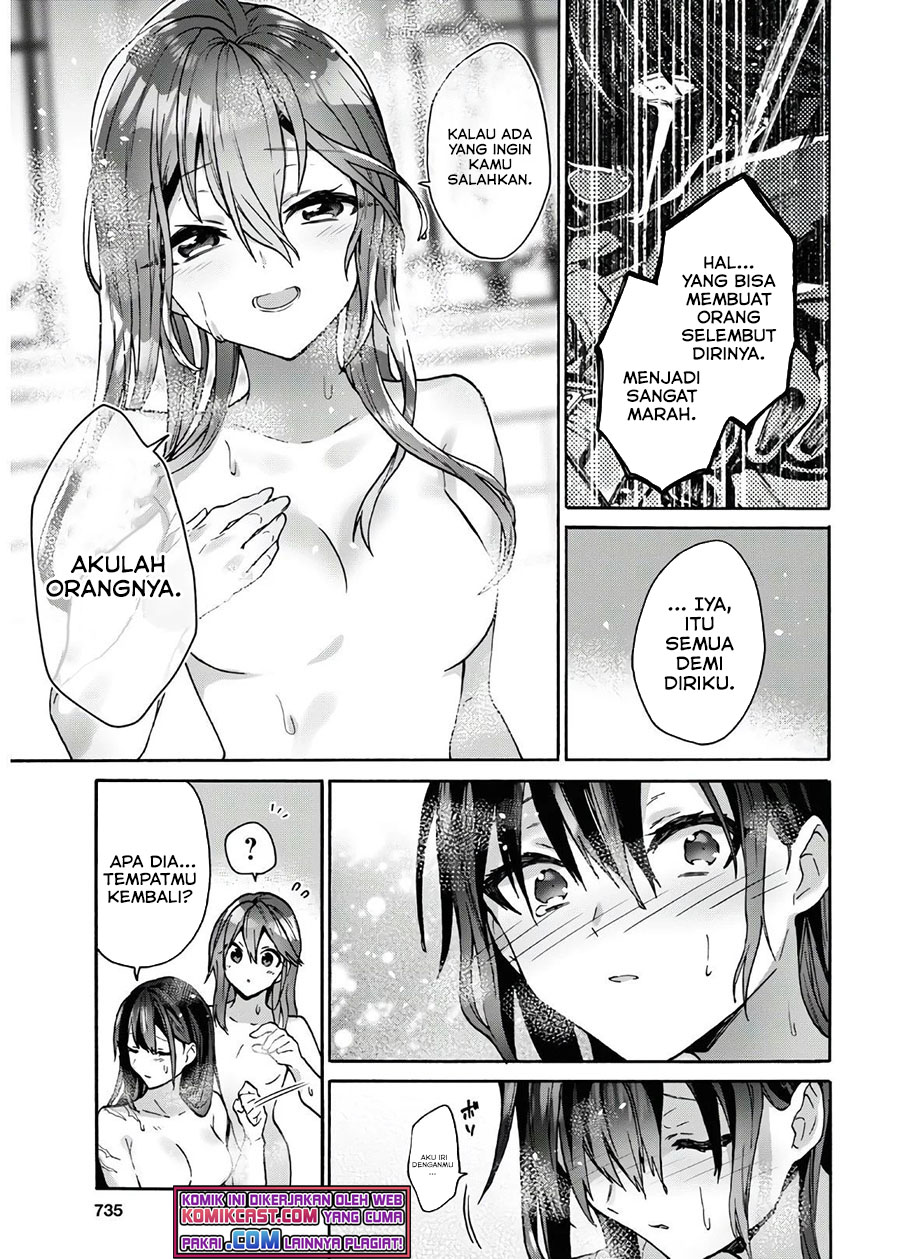 HAL...
YANG BISA
MEMBUAT
ORANG
SELEMBUT
DIRINYA.
MENJADI
SANGAT
MARAH.
... IYA,
ITU
SEMUA
DEMI
DIRIKU.
KALAU ADA
YANG INGIN
KAMU
SALAHKAN.
AKULAH
ORANGNYA.
?
APA DIA...
TEMPATMU
KEMBALI?
ボソッ
AKU IRI
DENGANMU
...
735
KOMIK INI DIKERJAKAN OLEH WEB
KOMIKCAST.COM YANG CUMA
PAKAI .COM LAINNYA PLAGIAT!